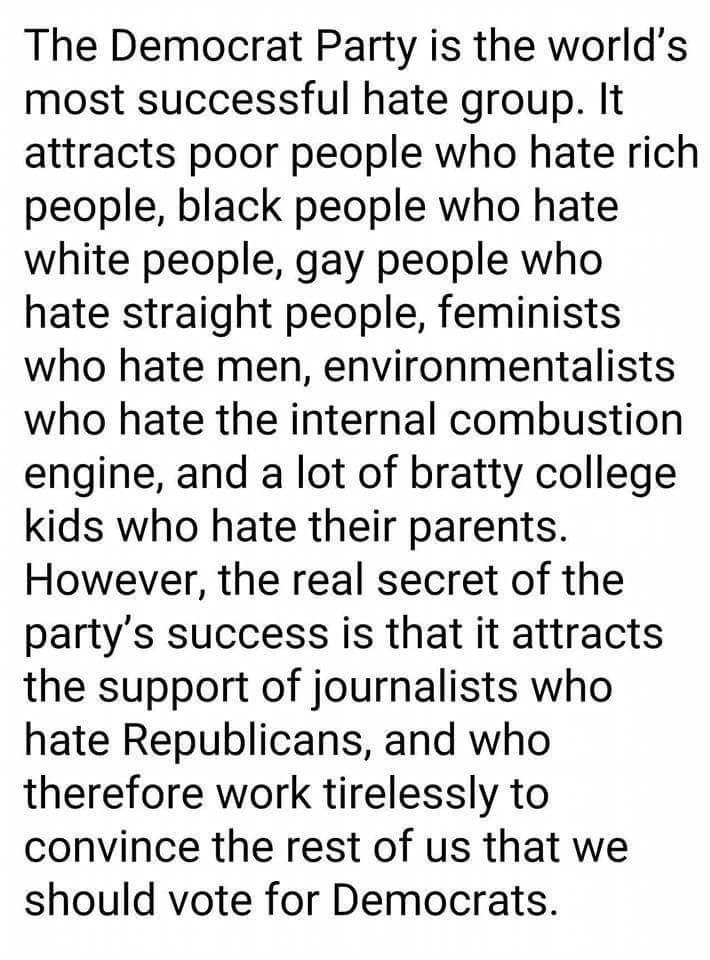 The Democrat Party is the world’s
most successful hate group. It
attracts poor people who hate rich
people, black people who hate
white people, gay people who
hate straight people, feminists
who hate men, environmentalists
who hate the internal combustion
engine, and a lot of bratty college
kids who hate their parents.
However, the real secret of the
party’s success is that it attracts
the support of journalists who
hate Republicans, and who
therefore work tirelessly to
convince the rest of us that we
should vote for Democrats.